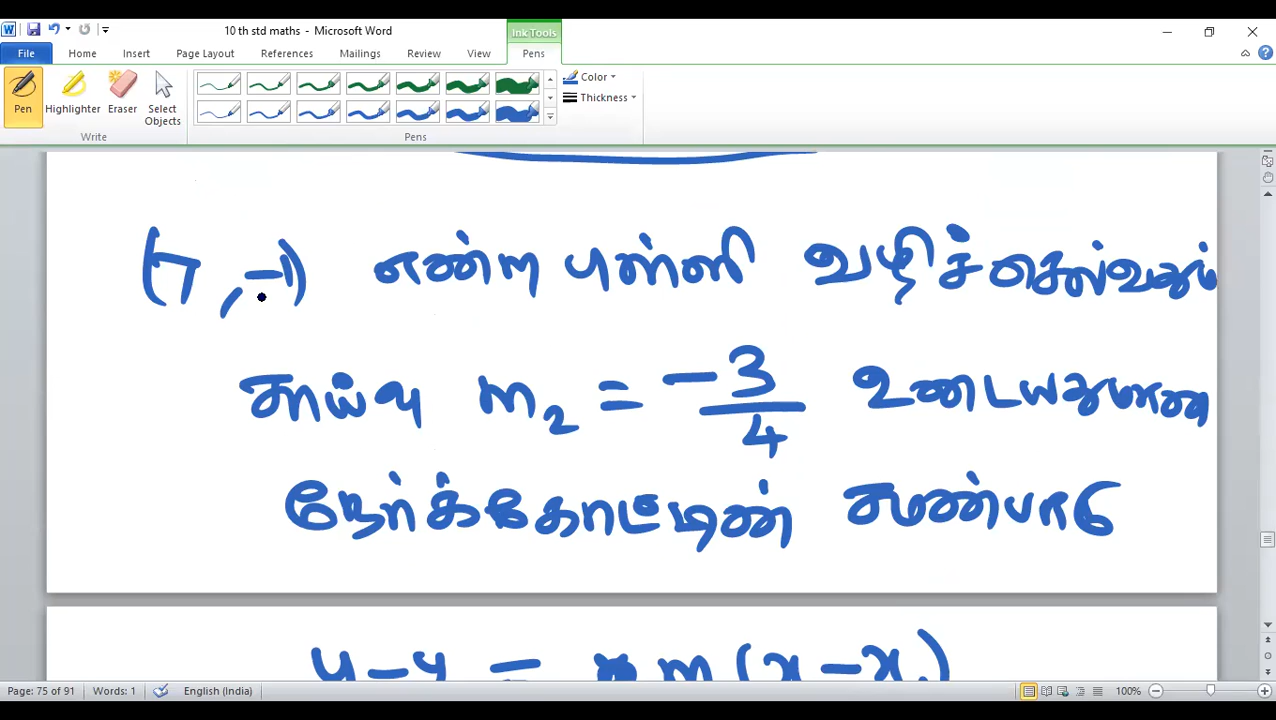 10 th std maths - Microsoft Word
Ink Tools
File Home Insert Page Layout References Mailings Review View Pens
Pen Highlighter Eraser Select Objects
Color
Thickness
Write Pens
(7, -1) என்ற புள்ளி வழிச்செல்வதும்
சாய்வு m₂ = -3/4 உடையதுமான
நேர்க்கோட்டின் சமன்பாடு
y - y = m(x - x₁)
Page: 75 of 91 Words: 1 English (India) 100%